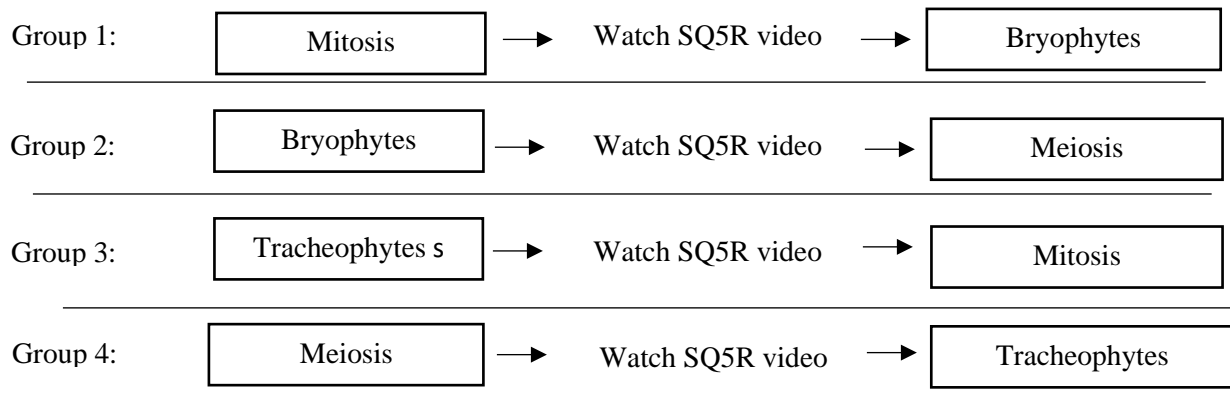 Group 1: Mitosis Watch SQ5R video Bryophytes
Group 2: Bryophytes Watch SQ5R video Meiosis
Group 3: Tracheophytes s Watch SQ5R video Mitosis
Group 4: Meiosis Watch SQ5R video Tracheophytes